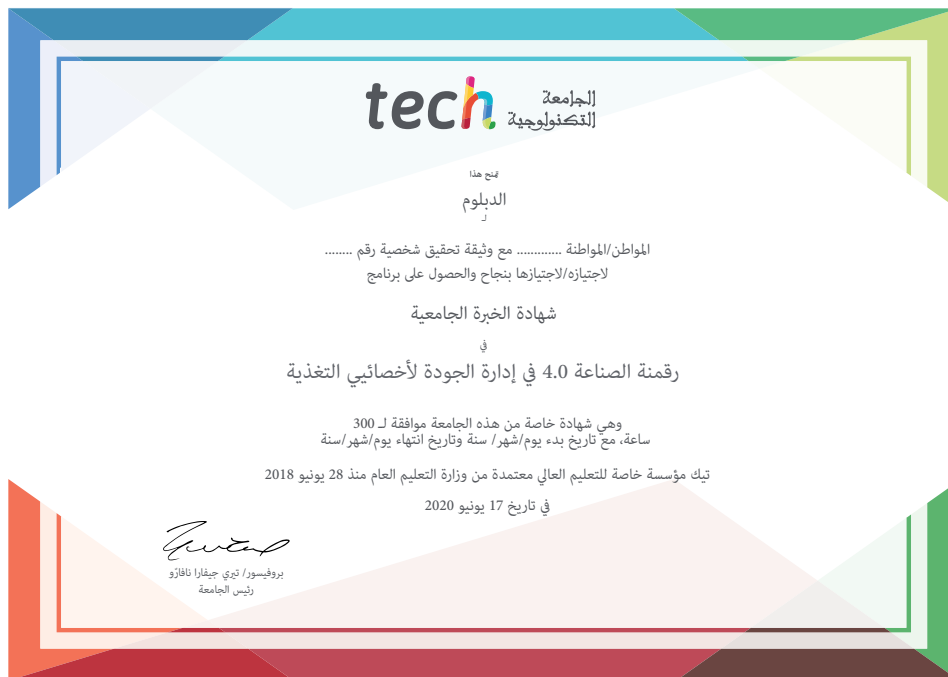 tech الجامعة
التكنولوجية
يمنح هذا
الدبلوم
لـ
المواطن/المواطنة ............. مع وثيقة تحقيق شخصية رقم ........
لاجتيازه/لاجتيازها بنجاح والحصول على برنامج
شهادة الخبرة الجامعية
في
رقمنة الصناعة 4.0 في إدارة الجودة لأخصائيي التغذية
وهي شهادة خاصة من هذه الجامعة موافقة لـ 300
ساعة، مع تاريخ بدء يوم/شهر/ سنة وتاريخ انتهاء يوم/شهر/سنة
تيك مؤسسة خاصة للتعليم العالي معتمدة من وزارة التعليم العام منذ 28 يونيو 2018
في تاريخ 17 يونيو 2020
بروفيسور/ تيري جيفارا نافارّو
رئيس الجامعة